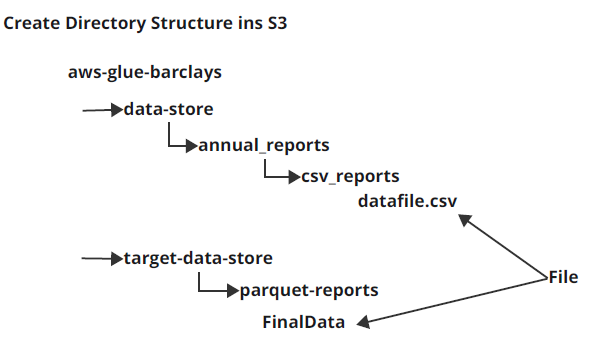 Create Directory Structure ins S3
aws-glue-barclays
data-store
annual_reports
csv_reports
datafile.csv
target-data-store
File
parquet-reports
FinalData